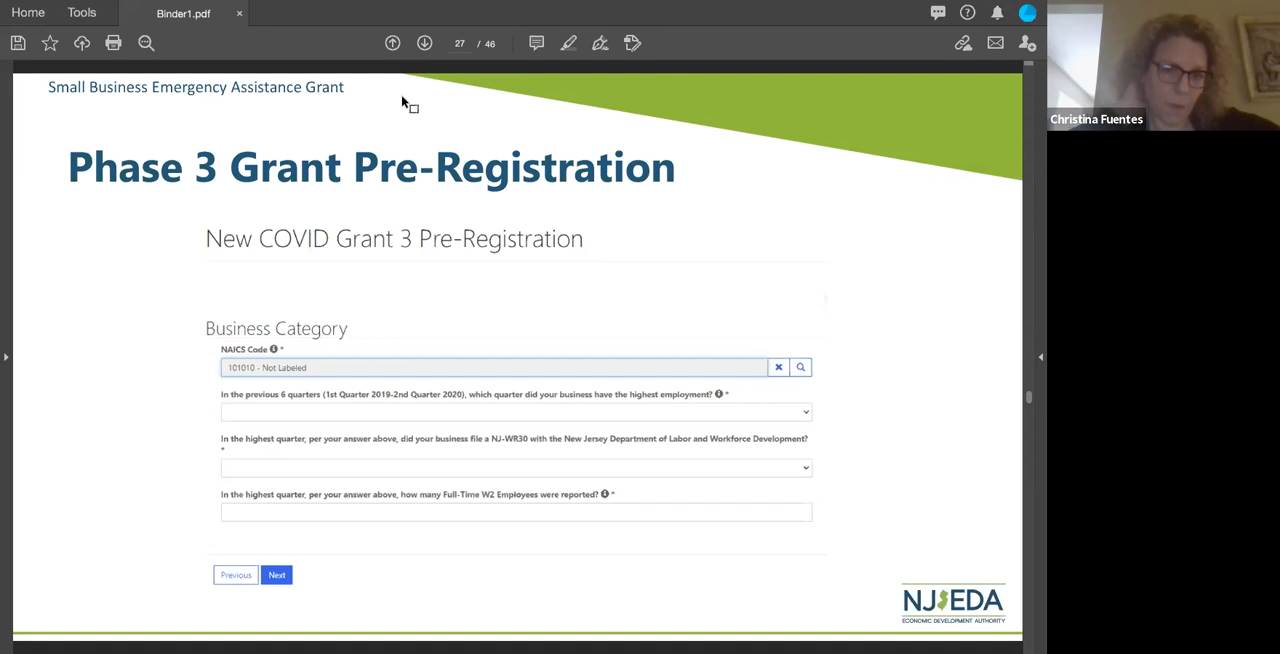 Home
Tools
Binder1.pdf
×
27 / 46
Small Business Emergency Assistance Grant
Phase 3 Grant Pre-Registration
New COVID Grant 3 Pre-Registration
Business Category
NAICS Code *
101010 - Not Labeled
In the previous 6 quarters (1st Quarter 2019-2nd Quarter 2020), which quarter did your business have the highest employment? *
In the highest quarter, per your answer above, did your business file a NJ-WR30 with the New Jersey Department of Labor and Workforce Development?
*
In the highest quarter, per your answer above, how many Full-Time W2 Employees were reported? *
Previous
Next
NJEDA
ECONOMIC DEVELOPMENT AUTHORITY
Christina Fuentes